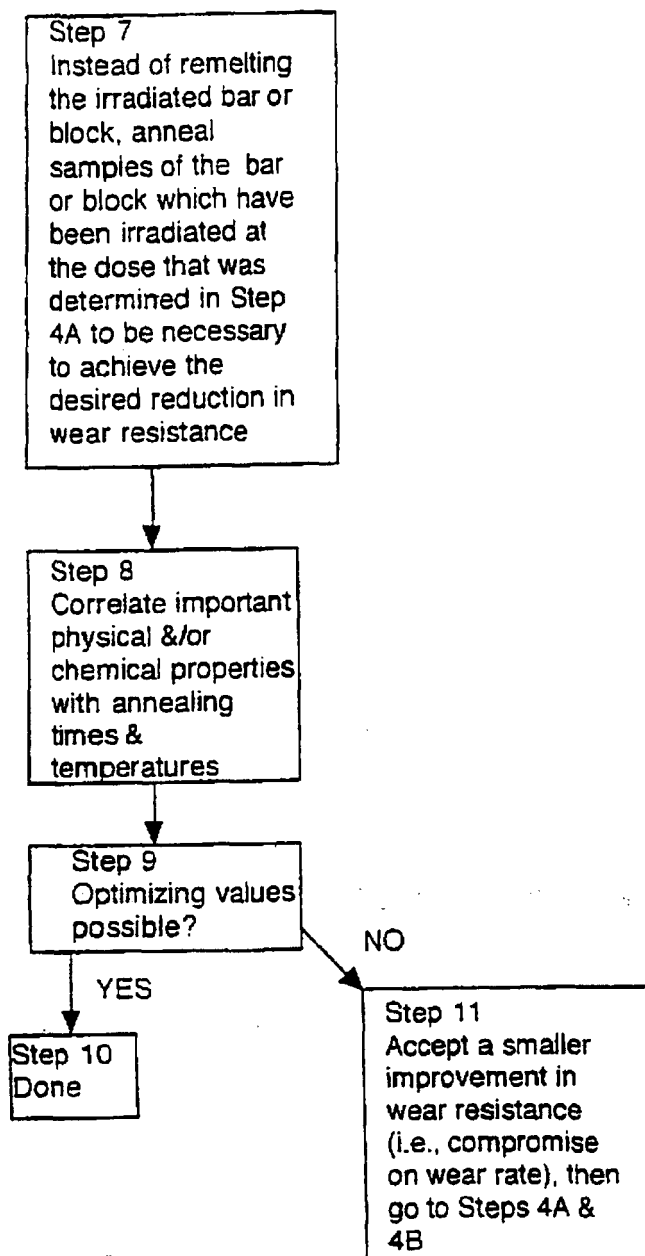 Step 7
Instead of remelting
the irradiated bar or
block, anneal
samples of the bar
or block which have
been irradiated at
the dose that was
determined in Step
4A to be necessary
to achieve the
desired reduction in
wear resistance
Step 8
Correlate important
physical &/or
chemical properties
with annealing
times &
temperatures
Step 9
Optimizing values
possible?
NO
YES
Step 10
Done
Step 11
Accept a smaller
improvement in
wear resistance
(i.e., compromise
on wear rate), then
go to Steps 4A &
4B